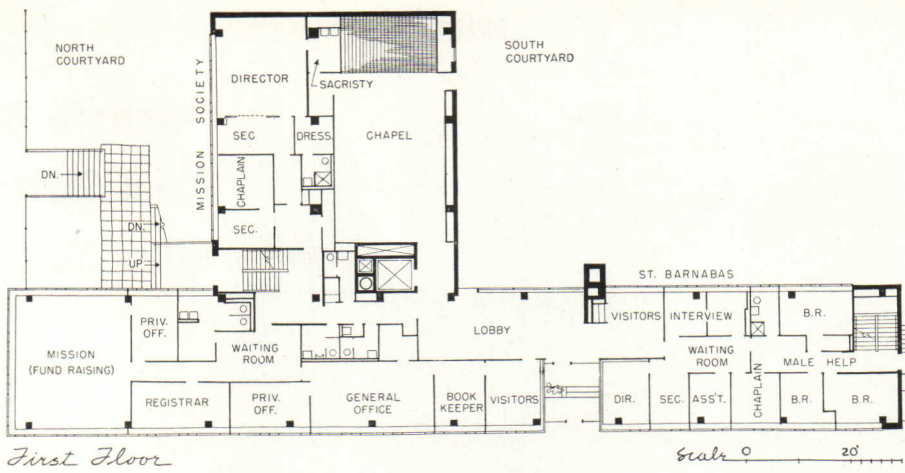 NORTH
COURTYARD
SOUTH
COURTYARD
MISSION SOCIETY
DIRECTOR
SACRISTY
SEC
DRESS.
CHAPEL
CHAPLAIN
SEC.
DN.
DN.
UP
ST. BARNABAS
MISSION
(FUND RAISING)
PRIV.
OFF.
WAITING
ROOM
LOBBY
VISITORS
INTERVIEW
B.R.
WAITING
ROOM
MALE HELP
REGISTRAR
PRIV.
OFF.
GENERAL
OFFICE
BOOK
KEEPER
VISITORS
DIR.
SEC.
ASS'T.
CHAPLAIN
B.R.
B.R.
First Floor
Scale 0 20'